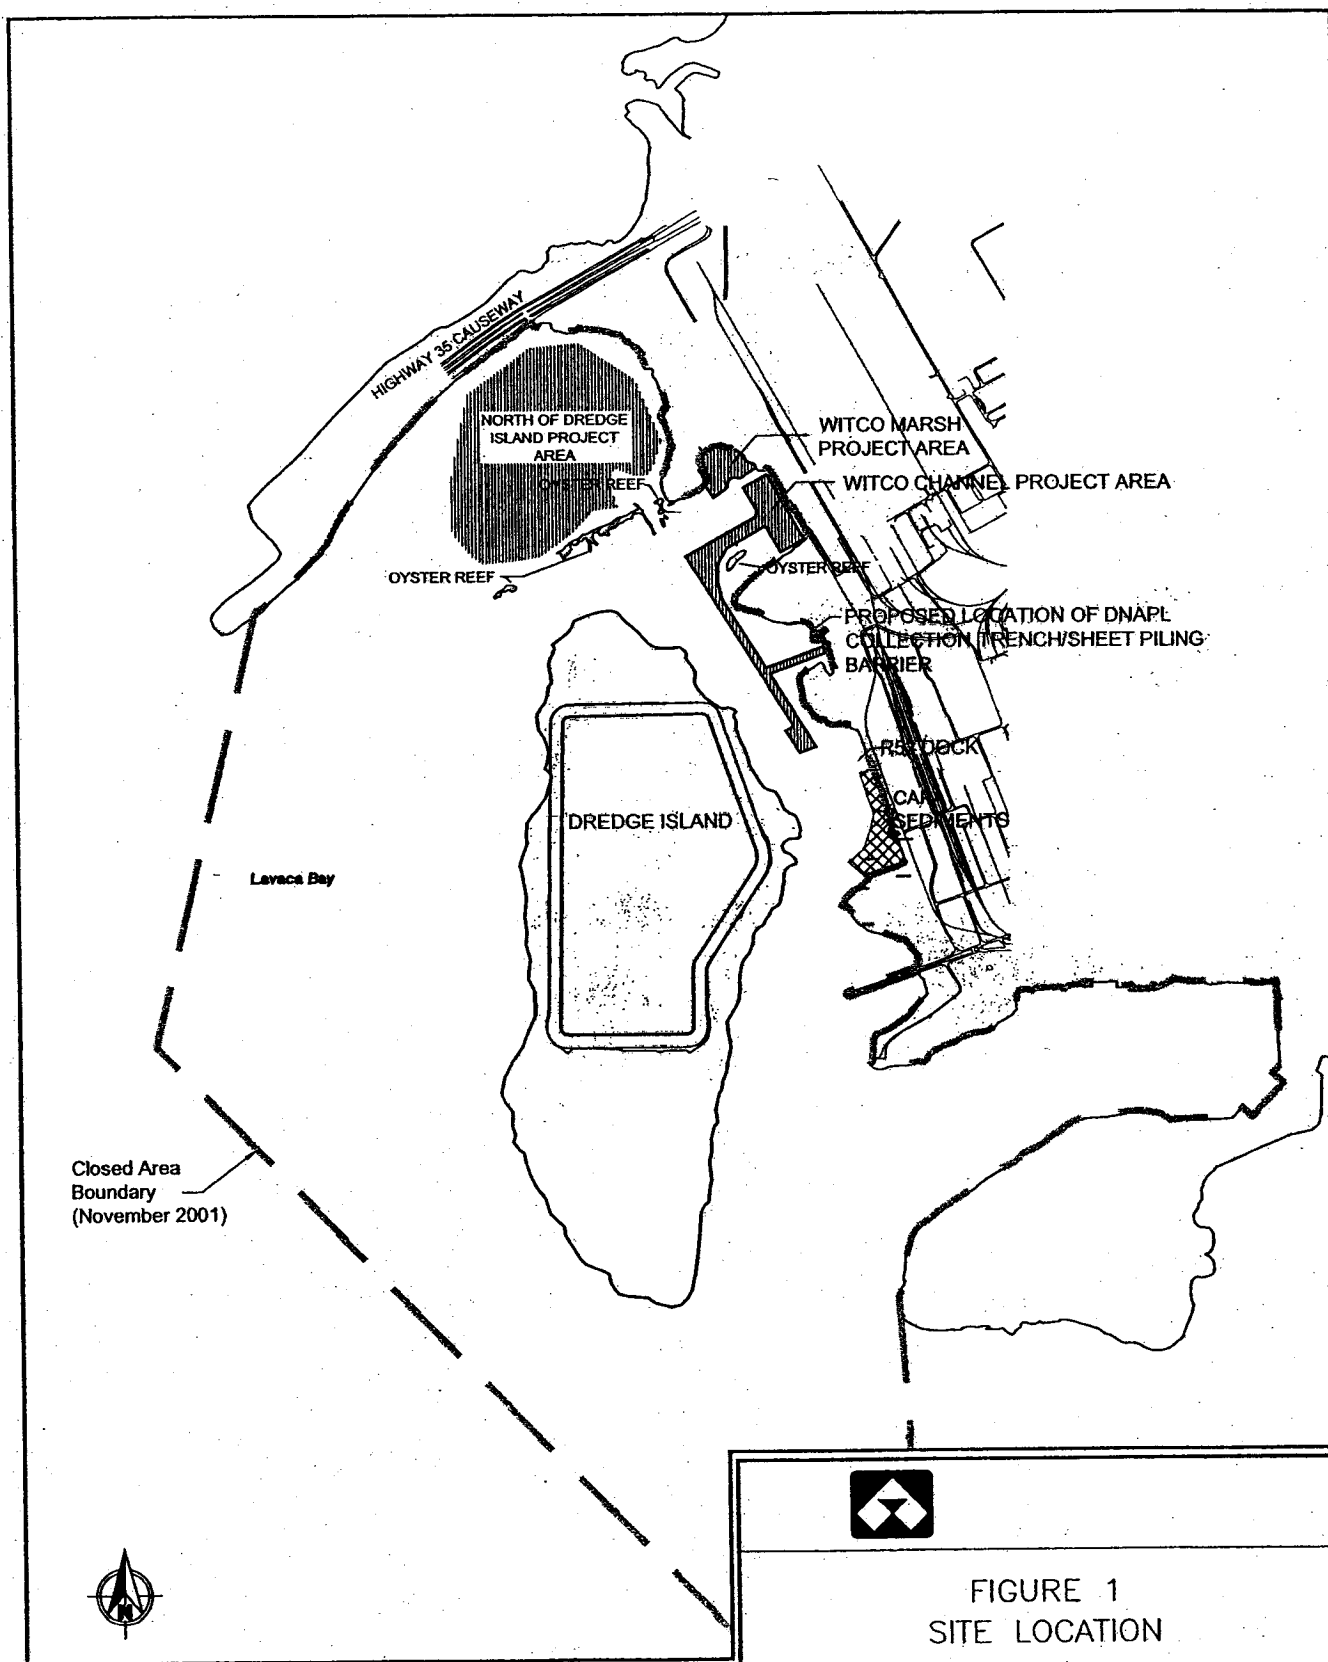 HIGHWAY 35 CAUSEWAY
NORTH OF DREDGE
ISLAND PROJECT
AREA
WITCO MARSH
PROJECT AREA
OYSTER REEF
WITCO CHANNEL PROJECT AREA
OYSTER REEF
OYSTER REEF
PROPOSED LOCATION OF DNAPL
COLLECTION TRENCH/SHEET PILING
BARRIER
DOCK
DREDGE ISLAND
SEDIMENTS
Lavaca Bay
Closed Area
Boundary
(November 2001)
N
FIGURE 1
SITE LOCATION